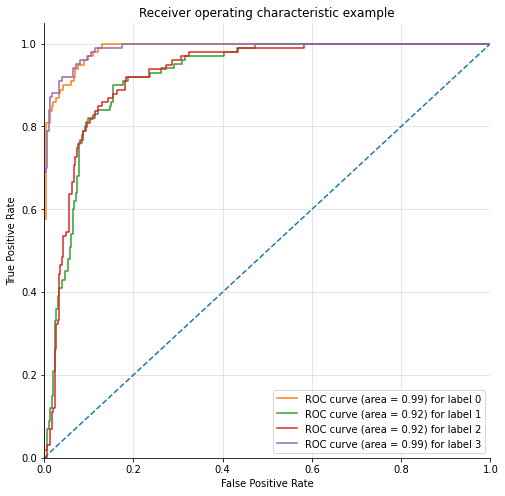 Receiver operating characteristic example
True Positive Rate
1.0
0.8
0.6
0.4
0.2
0.0
ROC curve (area = 0.99) for label 0
ROC curve (area = 0.92) for label 1
ROC curve (area = 0.92) for label 2
ROC curve (area = 0.99) for label 3
0.0 0.2 0.4 0.6 0.8 1.0
False Positive Rate